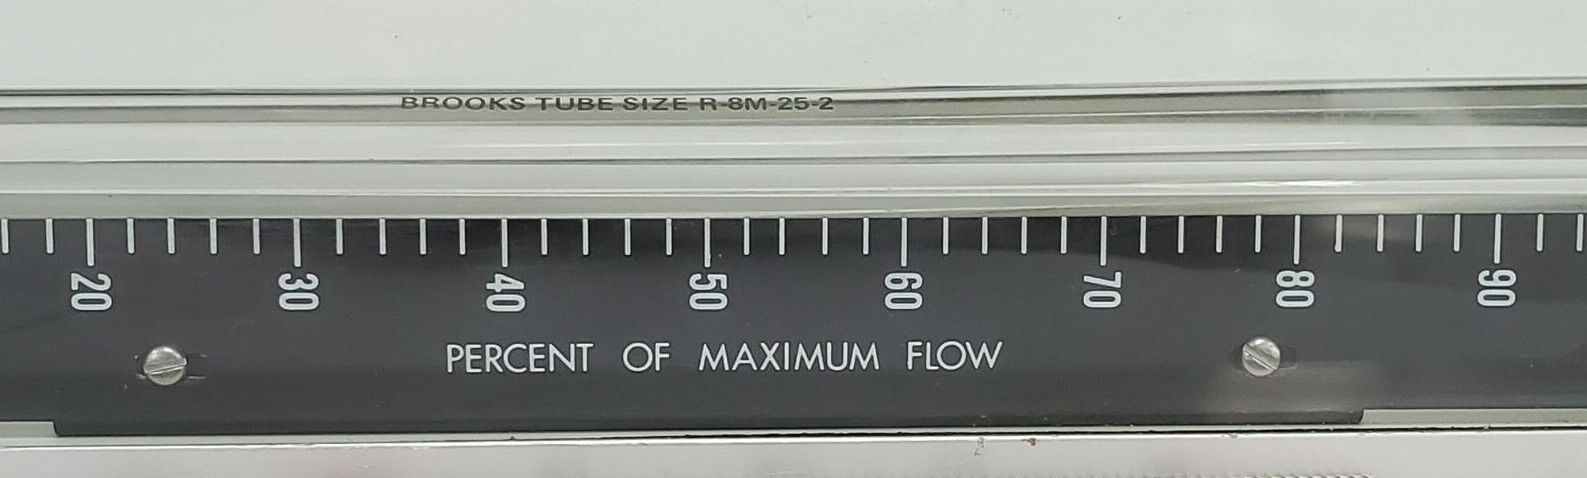 BROOKS TUBE SIZE R-8M-25-2
20 30 40 50 60 70 80 90
PERCENT OF MAXIMUM FLOW